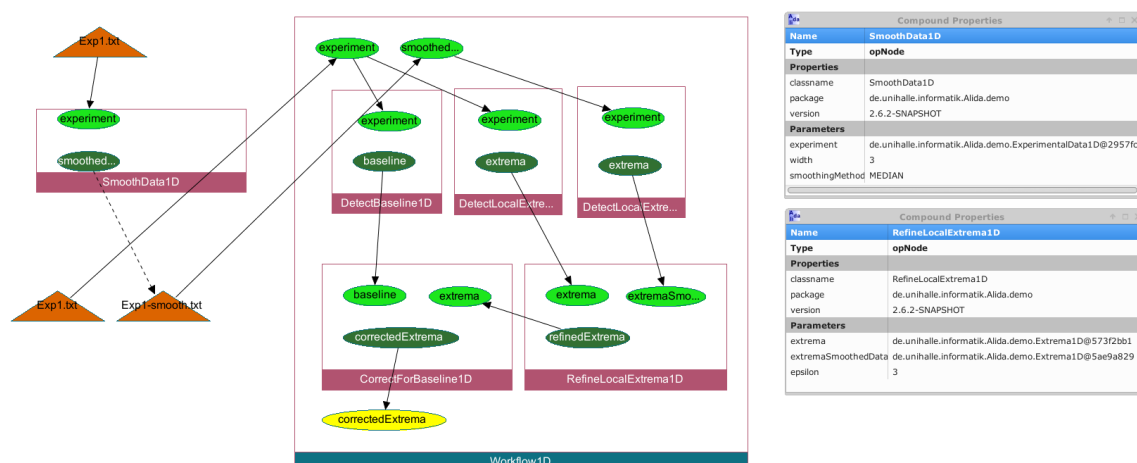 Exp1.txt
experiment
smoothed...
SmoothData1D
Exp1.txt
Exp1-smooth.txt
experiment
smoothed...
experiment
baseline
DetectBaseline1D
experiment
extrema
DetectLocalExtre...
experiment
extrema
DetectLocalExtre...
baseline
extrema
correctedExtrema
CorrectForBaseline1D
extrema
extremaSmo...
refinedExtrema
RefineLocalExtrema1D
correctedExtrema
Workflow1D
Compound Properties
Name SmoothData1D
Type opNode
Properties
classname SmoothData1D
package de.unihalle.informatik.Alida.demo
version 2.6.2-SNAPSHOT
Parameters
experiment de.unihalle.informatik.Alida.demo.ExperimentalData1D@2957fc
width 3
smoothingMethod MEDIAN
Compound Properties
Name RefineLocalExtrema1D
Type opNode
Properties
classname RefineLocalExtrema1D
package de.unihalle.informatik.Alida.demo
version 2.6.2-SNAPSHOT
Parameters
extrema de.unihalle.informatik.Alida.demo.Extrema1D@573f2bb1
extremaSmoothedData de.unihalle.informatik.Alida.demo.Extrema1D@5ae9a829
epsilon 3